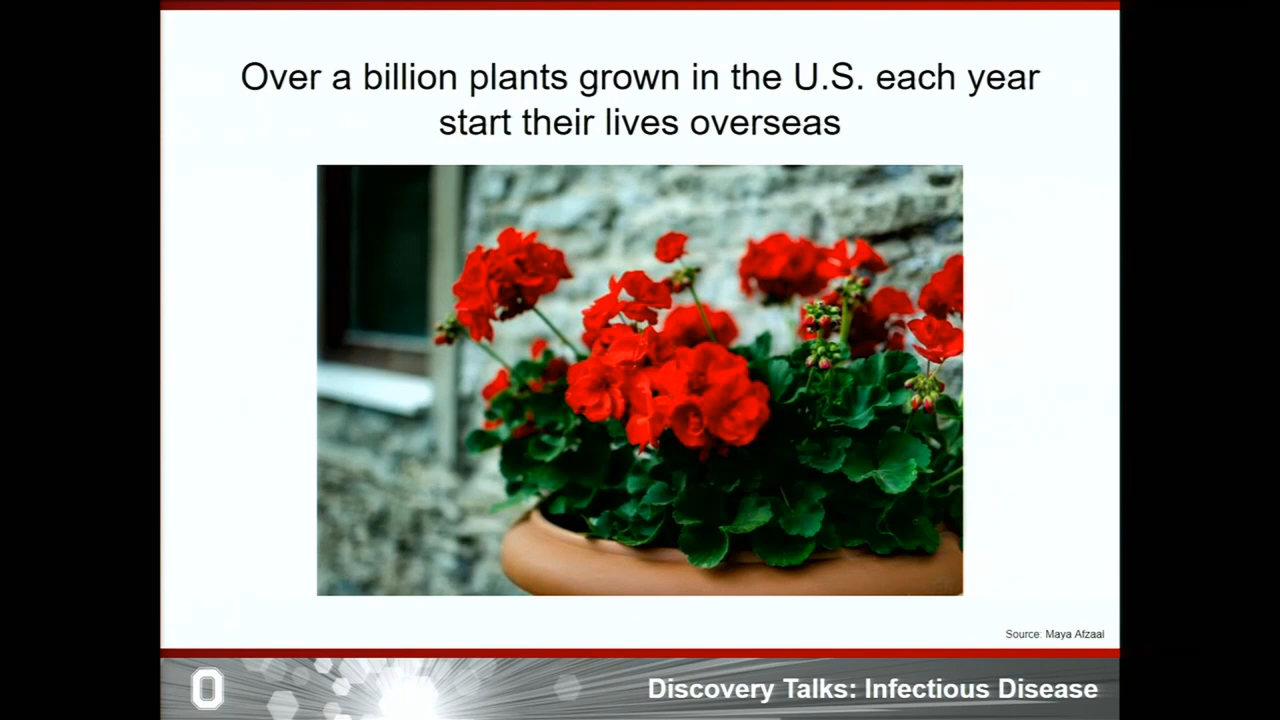 Over a billion plants grown in the U.S. each year
start their lives overseas
Source: Maya Afzaal
O
Discovery Talks: Infectious Disease